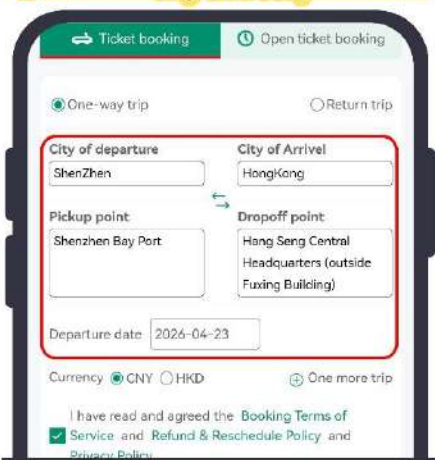 Ticket booking Open ticket booking
One-way trip Return trip
City of departure City of Arrivel
ShenZhen HongKong
Pickup point Dropoff point
Shenzhen Bay Port Hang Seng Central
Headquarters (outside
Fuxing Building)
Departure date 2026-04-23
Currency CNY HKD One more trip
I have read and agreed the Booking Terms of
Service and Refund & Reschedule Policy and
Privacy Policy